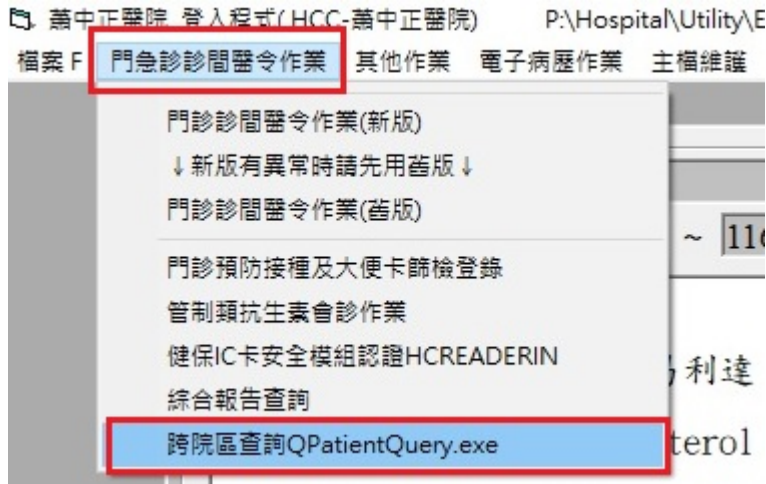 蕭中正醫院 登入程式(HCC-蕭中正醫院) P:\Hospital\Utility\E
檔案 F 門急診診間醫令作業 其他作業 電子病歷作業 主檔維護
門診診間醫令作業(新版)
↓新版有異常時請先用舊版↓
門診診間醫令作業(舊版)
~ 116
門診預防接種及大便卡篩檢登錄
管制類抗生素會診作業
健保IC卡安全模組認證HCREADERIN
利達
綜合報告查詢
跨院區查詢QPatientQuery.exe
terol